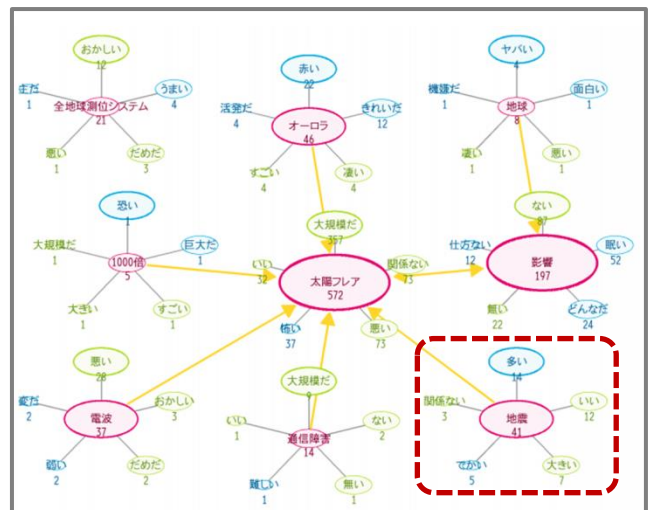 おかしい
12
主だ
1
全地球測位システム
21
うまい
4
悪い
1
だめだ
3
赤い
22
活発だ
4
オーロラ
46
きれいだ
12
すごい
4
凄い
4
ヤバい
4
機嫌だ
1
地球
8
面白い
1
凄い
1
悪い
1
恐い
1
大規模だ
1
1000倍
5
巨大だ
1
大きい
1
すごい
1
大規模だ
367
いい
32
太陽フレア
572
関係ない
73
怖い
37
悪い
73
ない
87
仕方ない
12
影響
197
眠い
52
無い
22
どんなだ
24
悪い
28
変だ
2
電波
37
おかしい
3
弱い
2
だめだ
2
大規模だ
いい
1
通信障害
14
ない
2
難しい
1
無い
1
多い
14
関係ない
3
地震
41
いい
12
でかい
5
大きい
7